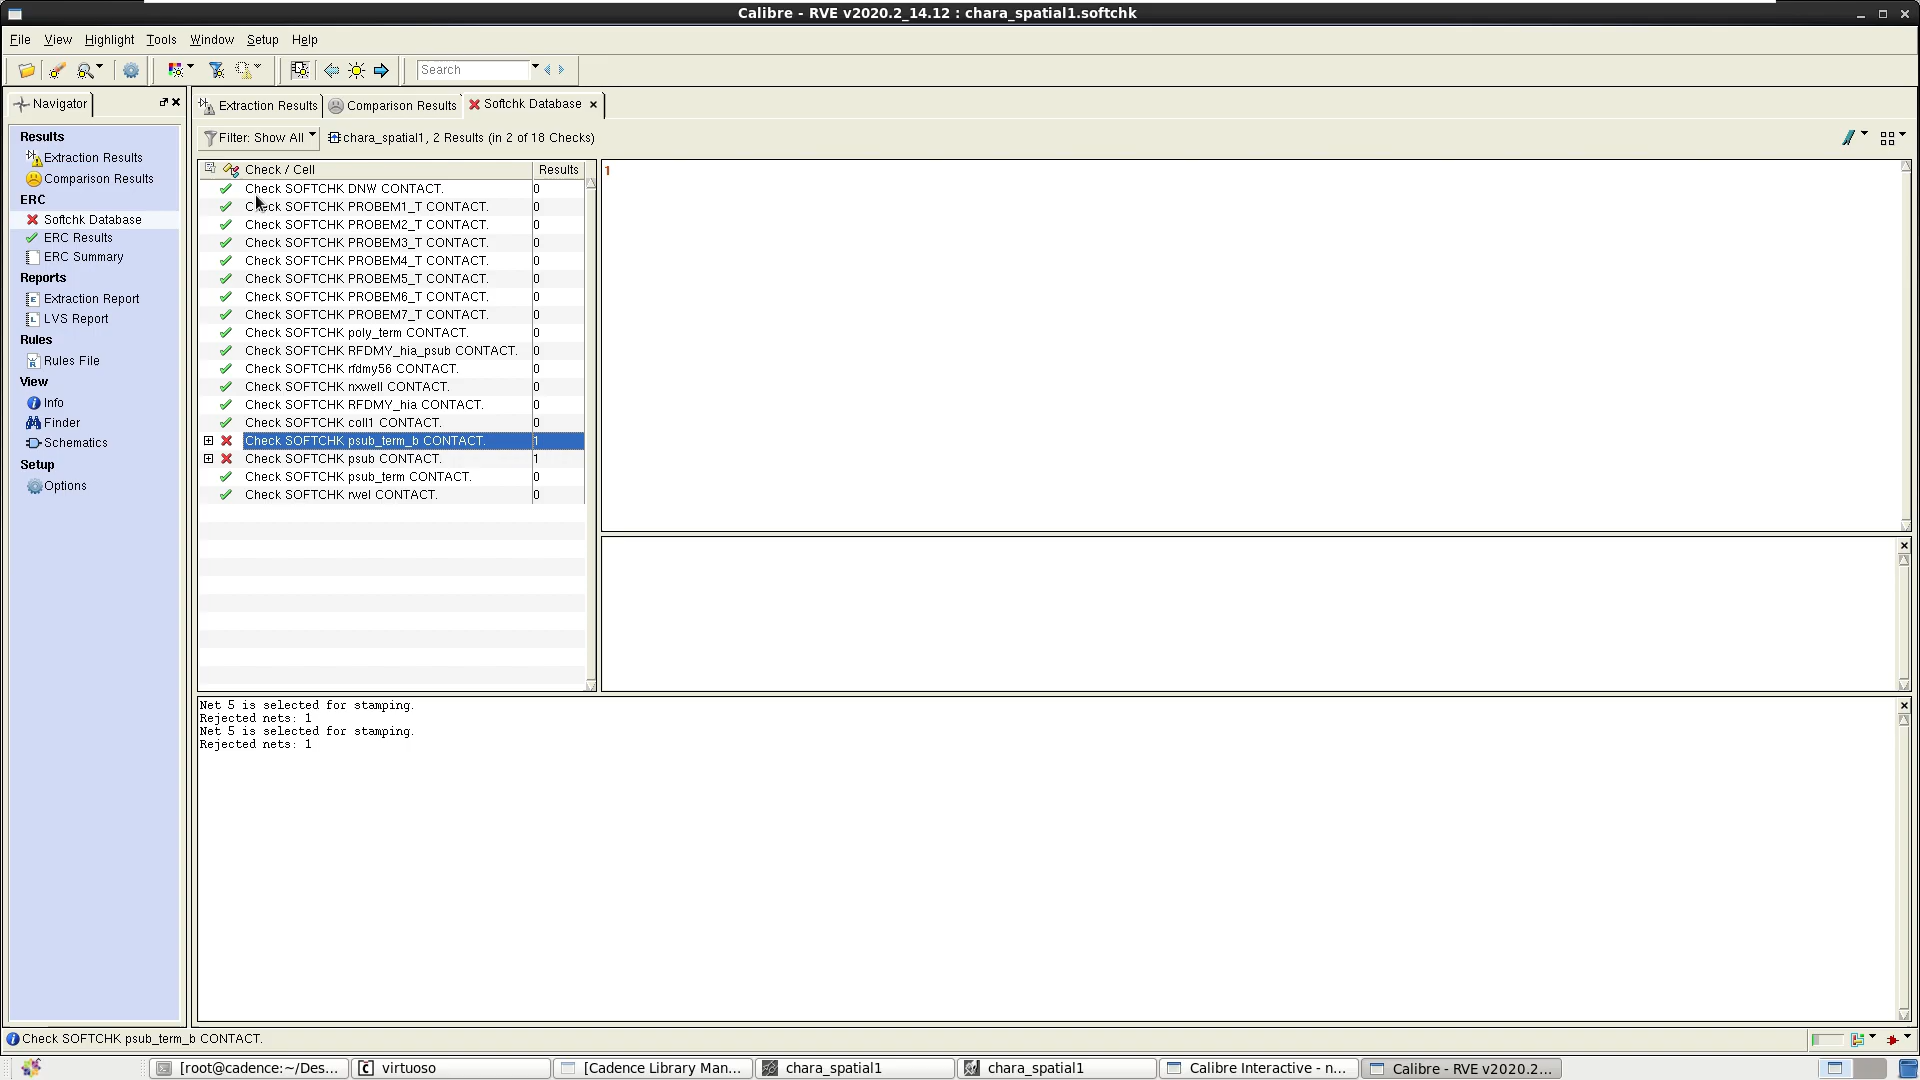 Calibre - RVE v2020.2_14.12 : chara_spatial1.softchk
File View Highlight Tools Window Setup Help
Search
Navigator
Extraction Results
Comparison Results
Softchk Database
Results
Extraction Results
Comparison Results
ERC
Softchk Database
ERC Results
ERC Summary
Reports
Extraction Report
LVS Report
Rules
Rules File
View
Info
Finder
Schematics
Setup
Options
Filter: Show All
chara_spatial1, 2 Results (in 2 of 18 Checks)
Check / Cell Results
Check SOFTCHK DNW CONTACT. 0
Check SOFTCHK PROBEM1_T CONTACT. 0
Check SOFTCHK PROBEM2_T CONTACT. 0
Check SOFTCHK PROBEM3_T CONTACT. 0
Check SOFTCHK PROBEM4_T CONTACT. 0
Check SOFTCHK PROBEM5_T CONTACT. 0
Check SOFTCHK PROBEM6_T CONTACT. 0
Check SOFTCHK PROBEM7_T CONTACT. 0
Check SOFTCHK poly_term CONTACT. 0
Check SOFTCHK RFDMY_hia_psub CONTACT. 0
Check SOFTCHK rfdmy56 CONTACT. 0
Check SOFTCHK nxwell CONTACT. 0
Check SOFTCHK RFDMY_hia CONTACT. 0
Check SOFTCHK coll1 CONTACT. 0
Check SOFTCHK psub_term_b CONTACT. 1
Check SOFTCHK psub CONTACT. 1
Check SOFTCHK psub_term CONTACT. 0
Check SOFTCHK rwel CONTACT. 0
1
Net 5 is selected for stamping.
Rejected nets: 1
Net 5 is selected for stamping.
Rejected nets: 1
Check SOFTCHK psub_term_b CONTACT.
[root@cadence:~/Des...
virtuoso
[Cadence Library Man...
chara_spatial1
chara_spatial1
Calibre Interactive - n...
Calibre - RVE v2020.2...